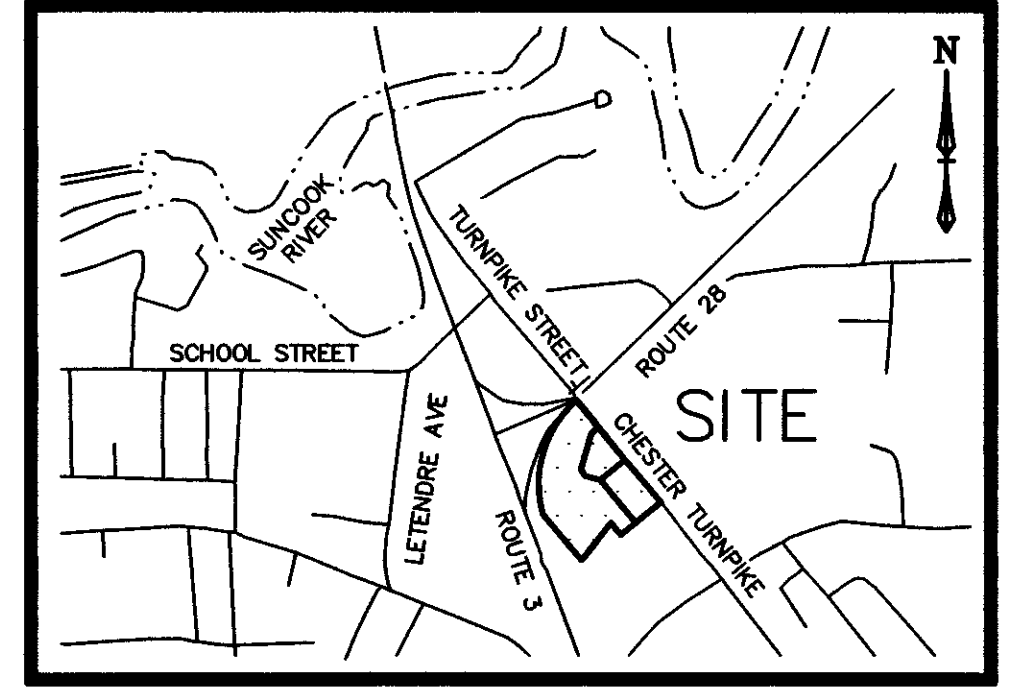 N
SUNCOOK
RIVER
TURNPIKE STREET
ROUTE 28
SCHOOL STREET
SITE
LETENDRE AVE
CHESTER TURNPIKE
ROUTE 3